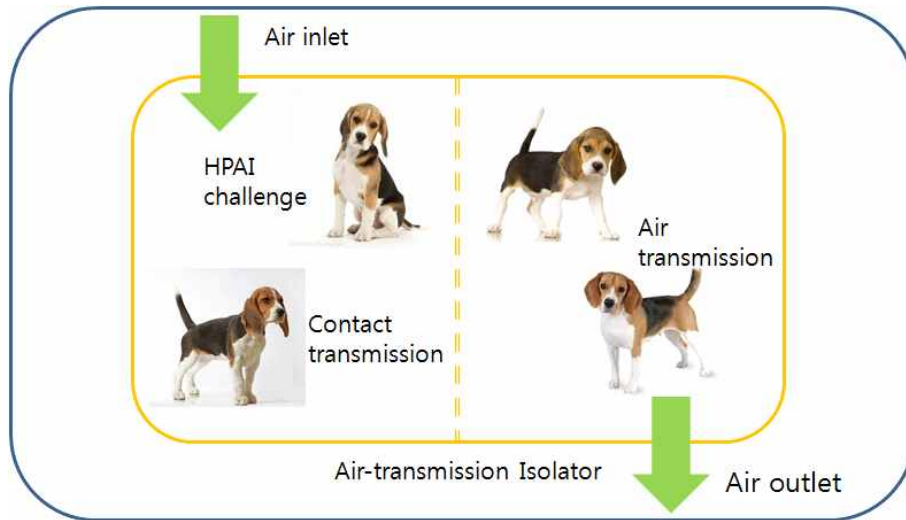 Air inlet
HPAI
challenge
Air
transmission
Contact
transmission
Air-transmission Isolator
Air outlet